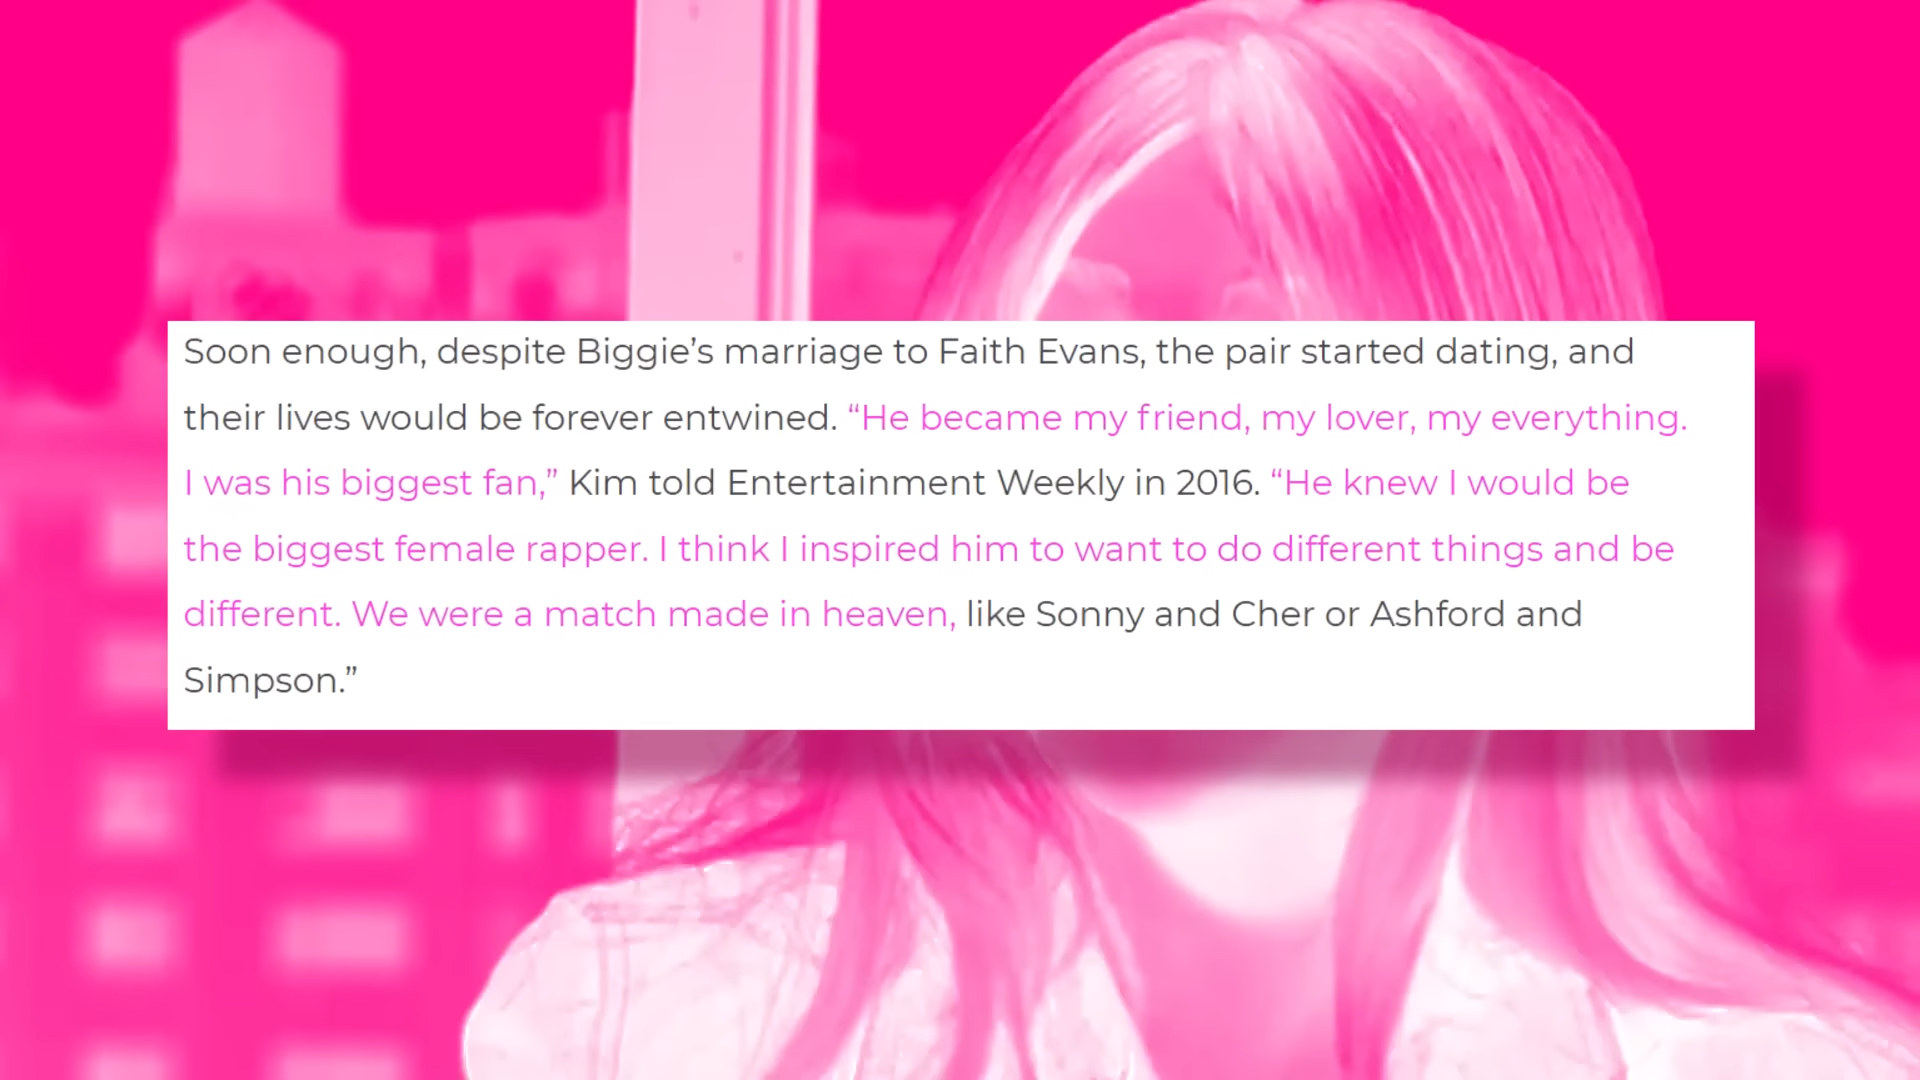 Soon enough, despite Biggie’s marriage to Faith Evans, the pair started dating, and
their lives would be forever entwined. “He became my friend, my lover, my everything.
I was his biggest fan,” Kim told Entertainment Weekly in 2016. “He knew I would be
the biggest female rapper. I think I inspired him to want to do different things and be
different. We were a match made in heaven, like Sonny and Cher or Ashford and
Simpson.”